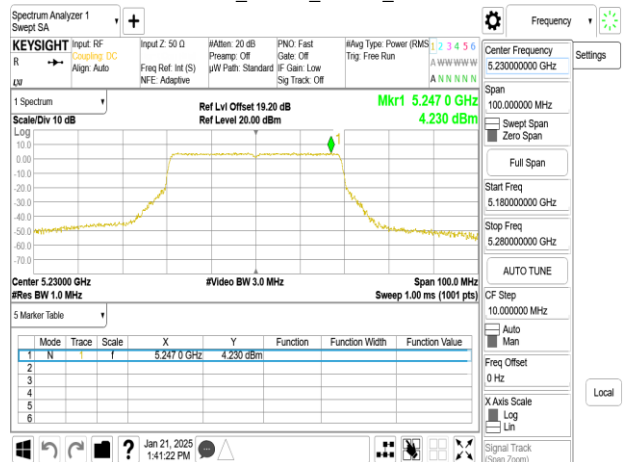 Spectrum Analyzer 1
Swept SA
Frequency
KEYSIGHT
R
LXI
Input: RF
Coupling: DC
Align: Auto
Input Z: 50 Ω
Freq Ref: Int (S)
NFE: Adaptive
#Atten: 20 dB
Preamp: Off
µW Path: Standard
PNO: Fast
Gate: Off
IF Gain: Low
Sig Track: Off
#Avg Type: Power (RMS
Trig: Free Run
1 2 3 4 5 6
A W W W W W
A N N N N N
1 Spectrum
Scale/Div 10 dB
Ref Lvl Offset 19.20 dB
Ref Level 20.00 dBm
Mkr1 5.247 0 GHz
4.230 dBm
Log
10.0
0.00
-10.0
-20.0
-30.0
-40.0
-50.0
-60.0
-70.0
1
Center 5.23000 GHz
#Res BW 1.0 MHz
#Video BW 3.0 MHz
Span 100.0 MHz
Sweep 1.00 ms (1001 pts)
5 Marker Table
Mode Trace Scale X Y Function Function Width Function Value
1 N 1 f 5.247 0 GHz 4.230 dBm
2
3
4
5
6
Jan 21, 2025
1:41:22 PM
Center Frequency
5.230000000 GHz
Span
100.000000 MHz
Swept Span
Zero Span
Full Span
Start Freq
5.180000000 GHz
Stop Freq
5.280000000 GHz
AUTO TUNE
CF Step
10.000000 MHz
Auto
Man
Freq Offset
0 Hz
X Axis Scale
Log
Lin
Signal Track
(Span Zoom)
Settings
Local